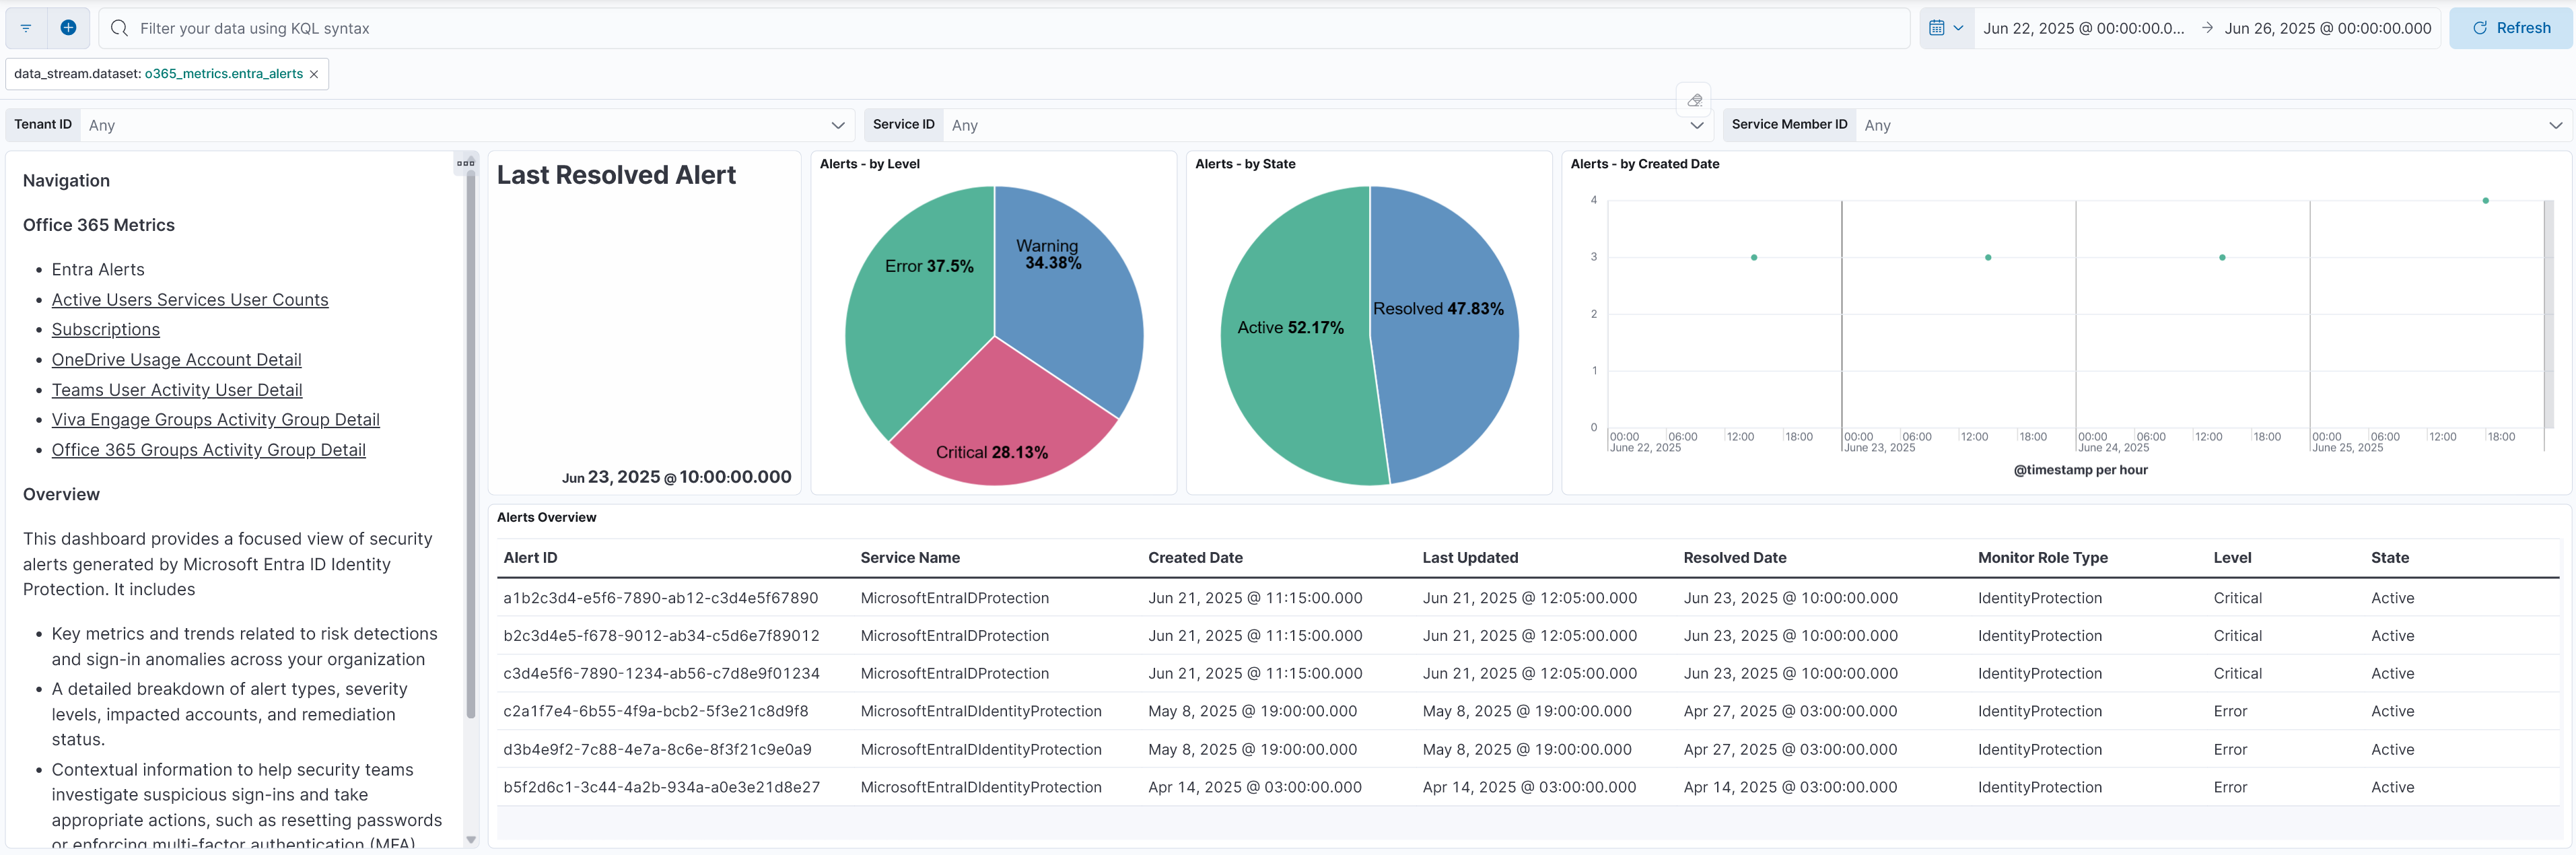 Filter your data using KQL syntax
Jun 22, 2025 @ 00:00:00.0... → Jun 26, 2025 @ 00:00:00.000
Refresh
data_stream.dataset: o365_metrics.entra_alerts ×
Tenant ID Any
Service ID Any
Service Member ID Any
Navigation
Office 365 Metrics
• Entra Alerts
• Active Users Services User Counts
• Subscriptions
• OneDrive Usage Account Detail
• Teams User Activity User Detail
• Viva Engage Groups Activity Group Detail
• Office 365 Groups Activity Group Detail
Overview
This dashboard provides a focused view of security
alerts generated by Microsoft Entra ID Identity
Protection. It includes
• Key metrics and trends related to risk detections
and sign-in anomalies across your organization
• A detailed breakdown of alert types, severity
levels, impacted accounts, and remediation
status.
• Contextual information to help security teams
investigate suspicious sign-ins and take
appropriate actions, such as resetting passwords
or enforcing multi-factor authentication (MFA)
Last Resolved Alert
Jun 23, 2025 @ 10:00:00.000
Alerts - by Level
Warning
34.38%
Error 37.5%
Critical 28.13%
Alerts - by State
Resolved 47.83%
Active 52.17%
Alerts - by Created Date
4
3
2
1
0
00:00 06:00 12:00 18:00 00:00 06:00 12:00 18:00 00:00 06:00 12:00 18:00 00:00 06:00 12:00 18:00
June 22, 2025 June 23, 2025 June 24, 2025 June 25, 2025
@timestamp per hour
Alerts Overview
Alert ID Service Name Created Date Last Updated Resolved Date Monitor Role Type Level State
a1b2c3d4-e5f6-7890-ab12-c3d4e5f67890 MicrosoftEntraIDProtection Jun 21, 2025 @ 11:15:00.000 Jun 21, 2025 @ 12:05:00.000 Jun 23, 2025 @ 10:00:00.000 IdentityProtection Critical Active
b2c3d4e5-f678-9012-ab34-c5d6e7f89012 MicrosoftEntraIDProtection Jun 21, 2025 @ 11:15:00.000 Jun 21, 2025 @ 12:05:00.000 Jun 23, 2025 @ 10:00:00.000 IdentityProtection Critical Active
c3d4e5f6-7890-1234-ab56-c7d8e9f01234 MicrosoftEntraIDProtection Jun 21, 2025 @ 11:15:00.000 Jun 21, 2025 @ 12:05:00.000 Jun 23, 2025 @ 10:00:00.000 IdentityProtection Critical Active
c2a1f7e4-6b55-4f9a-bcb2-5f3e21c8d9f8 MicrosoftEntraIDIdentityProtection May 8, 2025 @ 19:00:00.000 May 8, 2025 @ 19:00:00.000 Apr 27, 2025 @ 03:00:00.000 IdentityProtection Error Active
d3b4e9f2-7c88-4e7a-8c6e-8f3f21c9e0a9 MicrosoftEntraIDIdentityProtection May 8, 2025 @ 19:00:00.000 May 8, 2025 @ 19:00:00.000 Apr 27, 2025 @ 03:00:00.000 IdentityProtection Error Active
b5f2d6c1-3c44-4a2b-934a-a0e3e21d8e27 MicrosoftEntraIDIdentityProtection Apr 14, 2025 @ 03:00:00.000 Apr 14, 2025 @ 03:00:00.000 Apr 14, 2025 @ 03:00:00.000 IdentityProtection Error Active